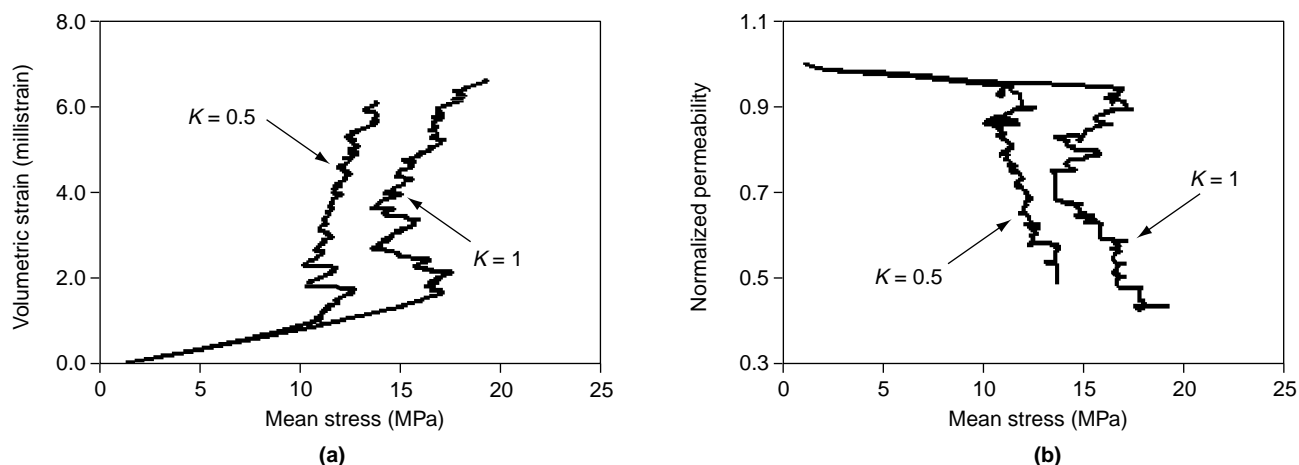 8.0
6.0
4.0
2.0
0.0
Volumetric strain (millistrain)
K = 0.5
K = 1
0
5
10
15
20
25
Mean stress (MPa)
(a)
1.1
0.9
0.7
0.5
0.3
Normalized permeability
K = 1
K = 0.5
0
5
10
15
20
25
Mean stress (MPa)
(b)